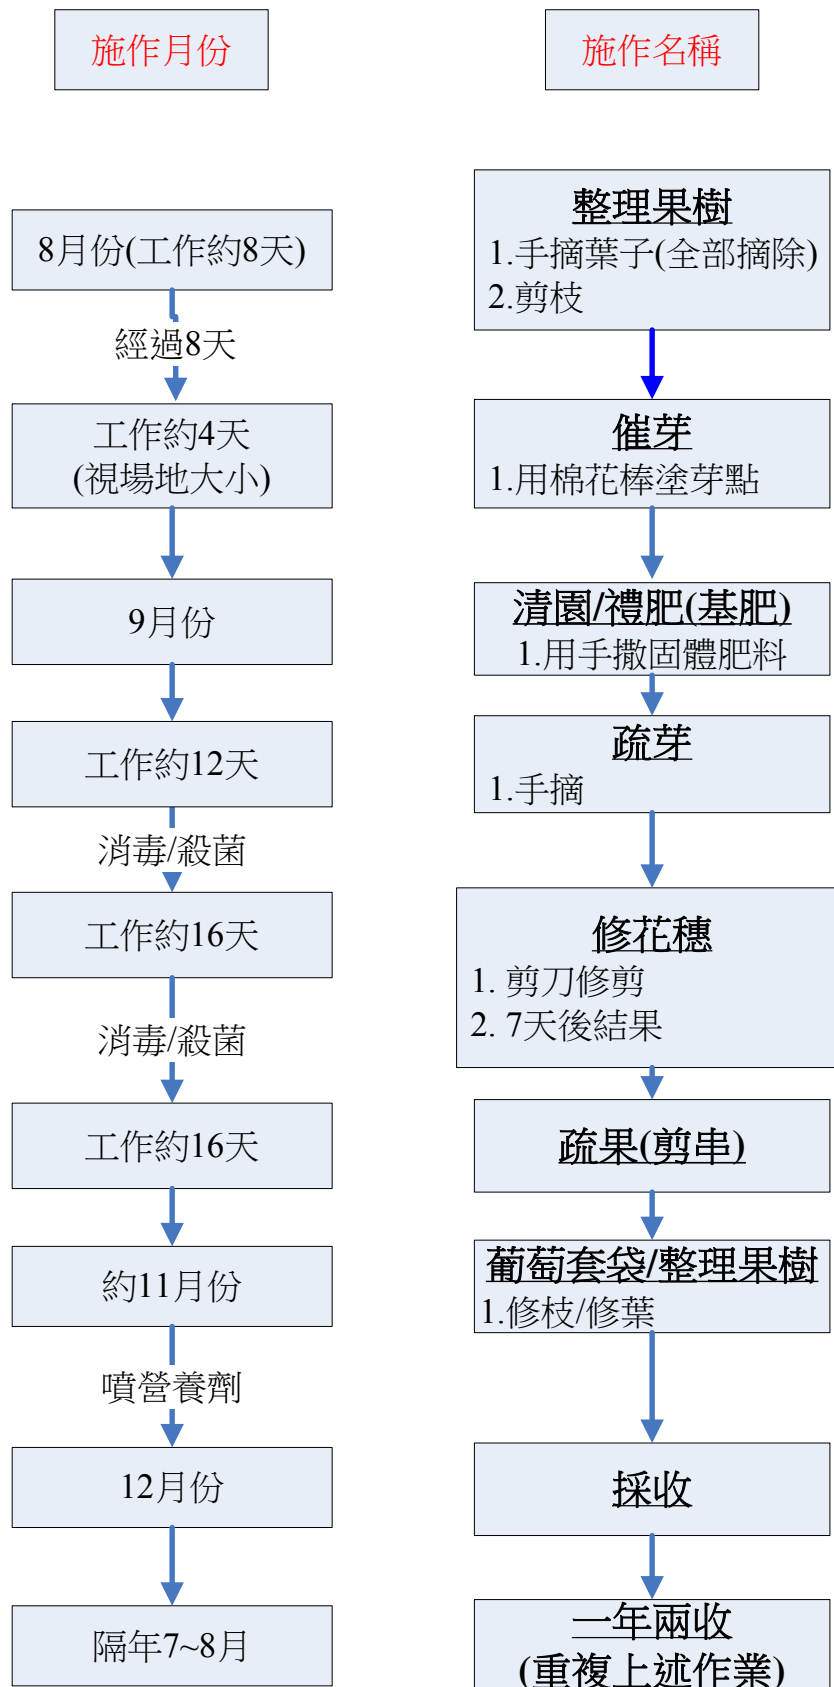 施作月份
施作名稱
8月份(工作約8天)
整理果樹
1.手摘葉子(全部摘除)
2.剪枝
經過8天
工作約4天
(視場地大小)
催芽
1.用棉花棒塗芽點
9月份
清園/禮肥(基肥)
1.用手撒固體肥料
工作約12天
疏芽
1.手摘
消毒/殺菌
工作約16天
修花穗
1. 剪刀修剪
2. 7天後結果
消毒/殺菌
工作約16天
疏果(剪串)
約11月份
葡萄套袋/整理果樹
1.修枝/修葉
噴營養劑
12月份
採收
隔年7~8月
一年兩收
(重複上述作業)